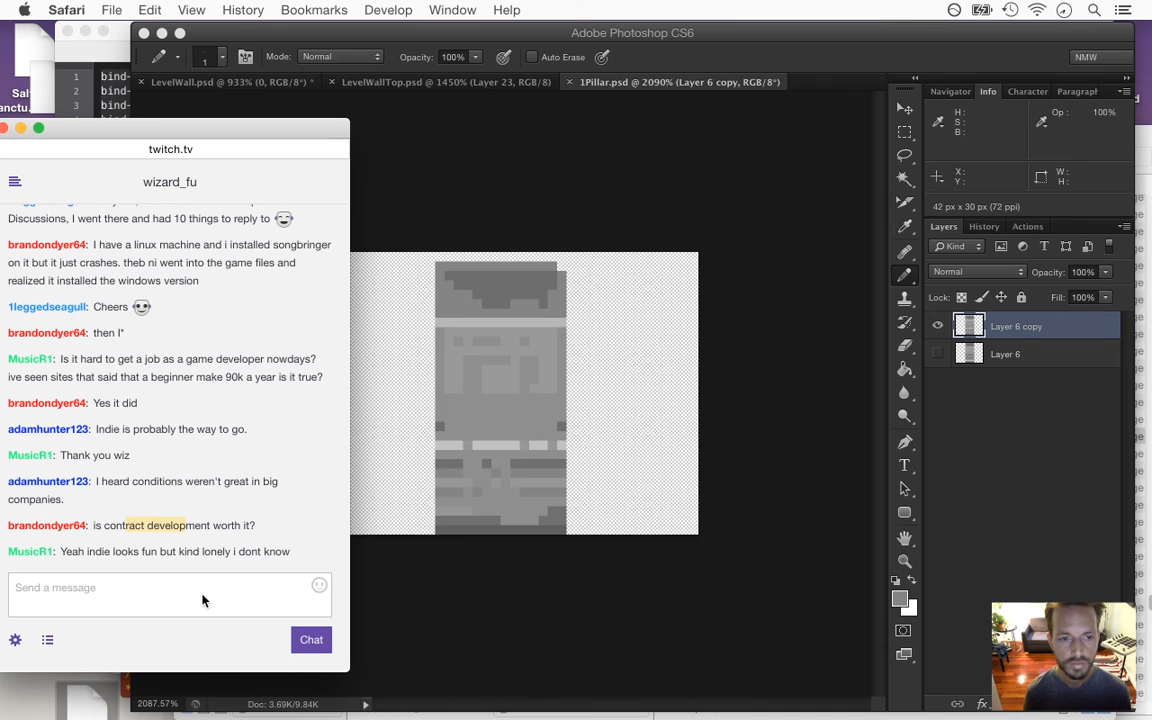 Safari File Edit View History Bookmarks Develop Window Help
Adobe Photoshop CS6
1 Mode: Normal Opacity: 100% Auto Erase NMW
LevelWall.psd @ 933% (0, RGB/8*) * LevelWallTop.psd @ 1450% (Layer 23, RGB/8) 1Pillar.psd @ 2090% (Layer 6 copy, RGB/8*)
1 bind-
2 bind-
3 bind-
twitch.tv
wizard_fu
Discussions, I went there and had 10 things to reply to
brandondyer64: I have a linux machine and i installed songbringer
on it but it just crashes. theb ni went into the game files and
realized it installed the windows version
1leggedseagull: Cheers
brandondyer64: then I*
MusicR1: Is it hard to get a job as a game developer nowdays?
ive seen sites that said that a beginner make 90k a year is it true?
brandondyer64: Yes it did
adamhunter123: Indie is probably the way to go.
MusicR1: Thank you wiz
adamhunter123: I heard conditions weren't great in big
companies.
brandondyer64: is contract development worth it?
MusicR1: Yeah indie looks fun but kind lonely i dont know
Send a message
Chat
Navigator Info Character Paragraph
H: Op: 100%
S:
B:
X: W:
Y: H:
42 px x 30 px (72 ppi)
Layers History Actions
Kind
Normal Opacity: 100%
Lock: Fill: 100%
Layer 6 copy
Layer 6
fx
2087.57% Doc: 3.69K/9.84K